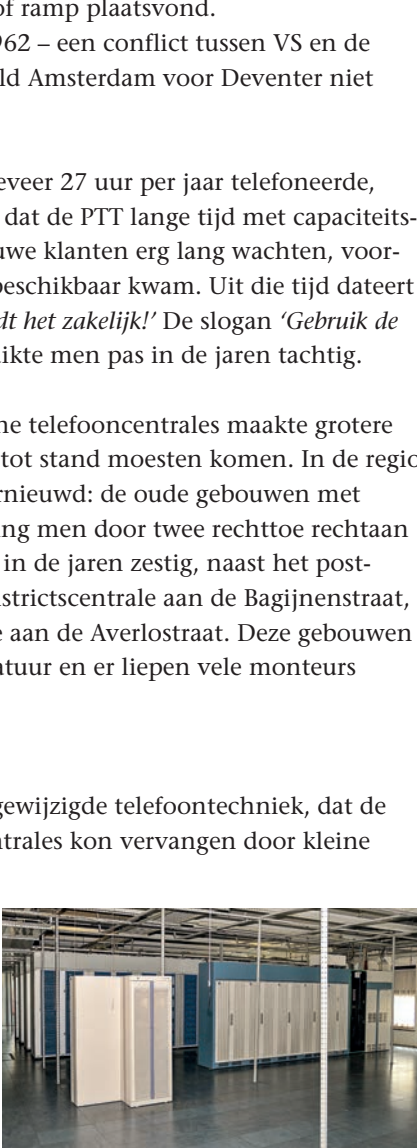 of ramp plaatsvond.
962 – een conflict tussen VS en de
ld Amsterdam voor Deventer niet
eveer 27 uur per jaar telefoneerde,
dat de PTT lange tijd met capaciteits-
uwe klanten erg lang wachten, voor-
beschikbaar kwam. Uit die tijd dateert
dt het zakelijk!’ De slogan ‘Gebruik de
ikte men pas in de jaren tachtig.
ne telefooncentrales maakte grotere
tot stand moesten komen. In de regio
rnieuwd: de oude gebouwen met
ing men door twee rechttoe rechtaan
in de jaren zestig, naast het post-
istrictscentrale aan de Bagijnenstraat,
e aan de Averlostraat. Deze gebouwen
atuur en er liepen vele monteurs
gewijzigde telefoontechniek, dat de
ntrales kon vervangen door kleine